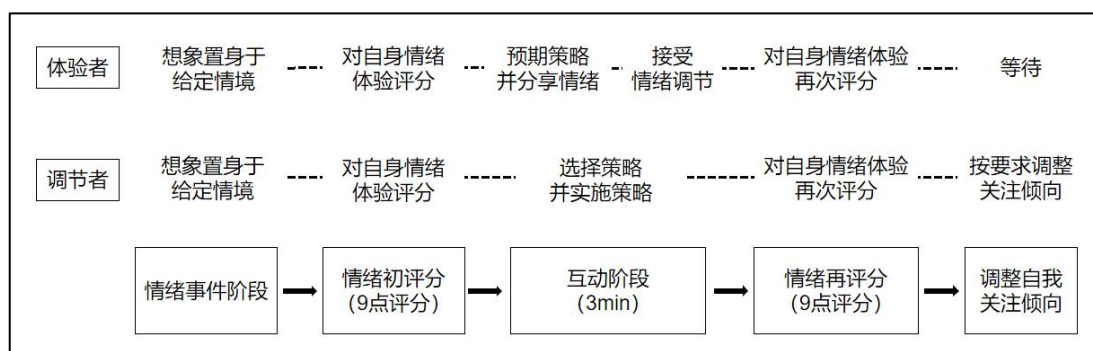 体验者
想象置身于
给定情境
对自身情绪
体验评分
预期策略
并分享情绪
接受
情绪调节
对自身情绪体验
再次评分
等待
调节者
想象置身于
给定情境
对自身情绪
体验评分
选择策略
并实施策略
对自身情绪体验
再次评分
按要求调整
关注倾向
情绪事件阶段
情绪初评分
(9点评分)
互动阶段
(3min)
情绪再评分
(9点评分)
调整自我
关注倾向